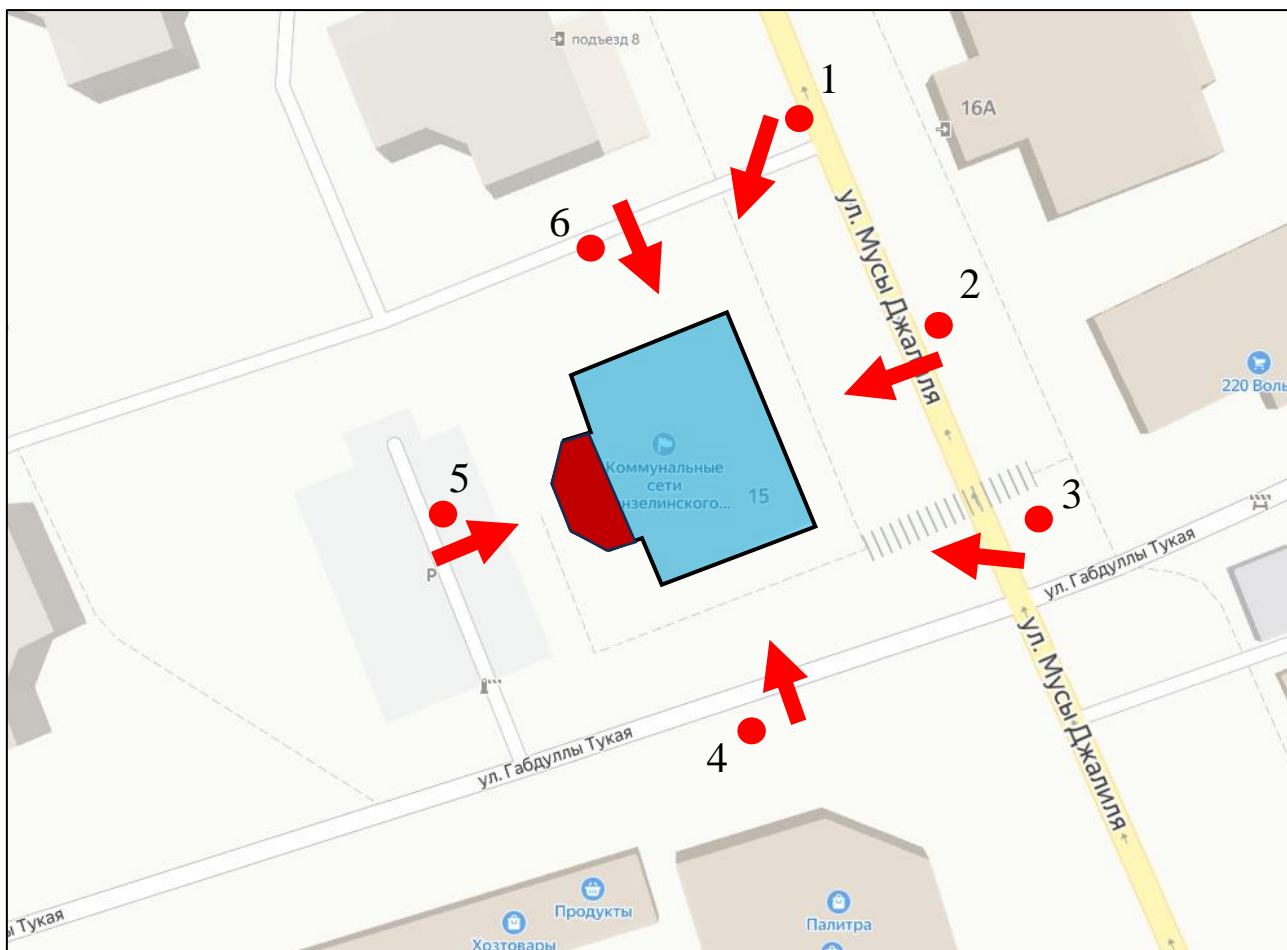 подъезд 8
1
16А
ул. Мусы Джалиля
6
2
220 Воль
5
Коммунальные
сети
нзелинского...
15
3
P
ул. Габдуллы Тукая
ул. Мусы Джалиля
4
ул. Габдуллы Тукая
Продукты
Палитра
ы Тукая
Хозтовары